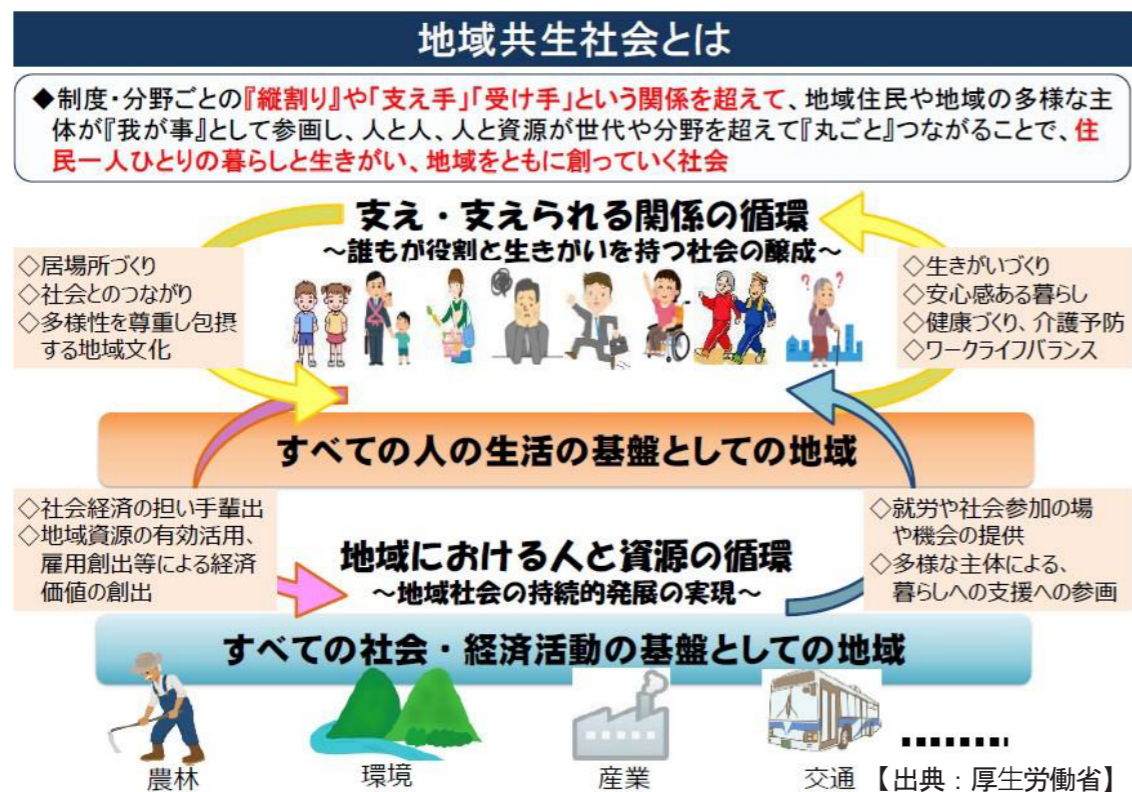 地域共生社会とは
◆制度・分野ごとの『縦割り』や「支え手」「受け手」という関係を超えて、地域住民や地域の多様な主
体が『我が事』として参画し、人と人、人と資源が世代や分野を超えて『丸ごと』つながることで、住
民一人ひとりの暮らしと生きがい、地域をともに創っていく社会
支え・支えられる関係の循環
～誰もが役割と生きがいを持つ社会の醸成～
◇居場所づくり
◇社会とのつながり
◇多様性を尊重し包摂
する地域文化
◇生きがいづくり
◇安心感ある暮らし
◇健康づくり、介護予防
◇ワークライフバランス
? ?
すべての人の生活の基盤としての地域
◇社会経済の担い手輩出
◇地域資源の有効活用、
雇用創出等による経済
価値の創出
地域における人と資源の循環
～地域社会の持続的発展の実現～
◇就労や社会参加の場
や機会の提供
◇多様な主体による、
暮らしへの支援への参画
すべての社会・経済活動の基盤としての地域
農林
環境
産業
交通
【出典：厚生労働省】